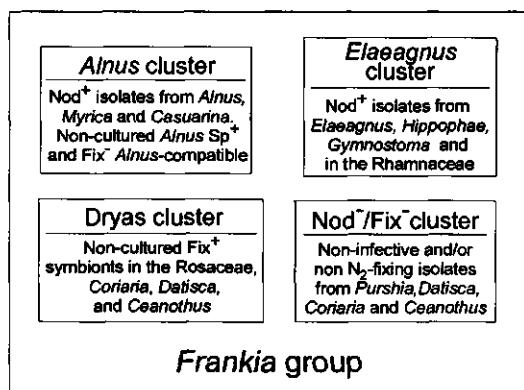 Alnus cluster
Nod⁺ isolates from Alnus,
Myrica and Casuarina.
Non-cultured Alnus Sp⁺
and Fix⁻ Alnus-compatible
Elaeagnus
cluster
Nod⁺ isolates from
Elaeagnus, Hippophae,
Gymnostoma and
in the Rhamnaceae
Dryas cluster
Non-cultured Fix⁺
symbionts in the Rosaceae,
Coriaria, Datisca,
and Ceanothus
Nod⁻/Fix⁻cluster
Non-infective and/or
non N₂-fixing isolates
from Purshia, Datisca,
Coriaria and Ceanothus
Frankia group